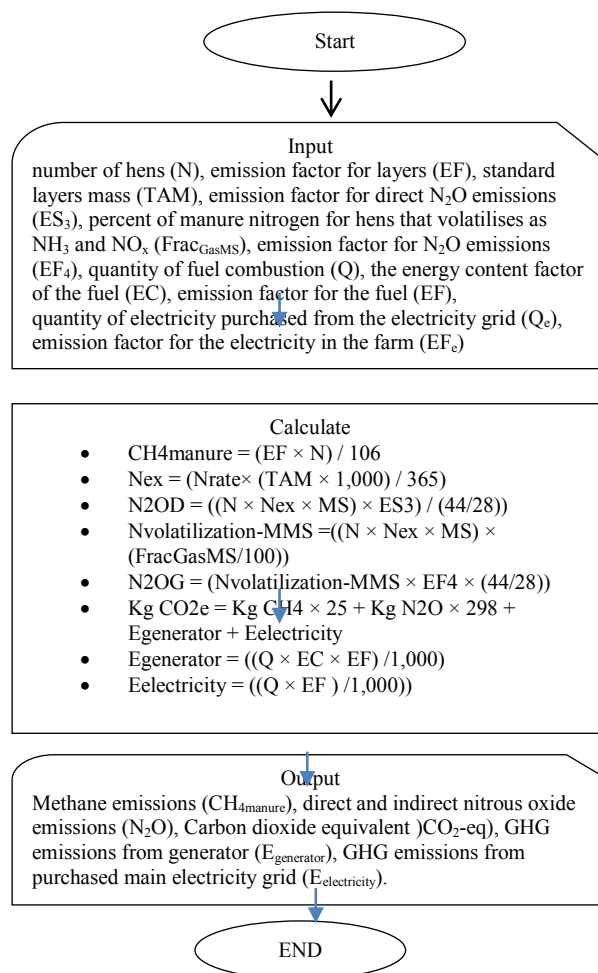 Start
Input
number of hens (N), emission factor for layers (EF), standard
layers mass (TAM), emission factor for direct N₂O emissions
(ES₃), percent of manure nitrogen for hens that volatilises as
NH₃ and NOₓ (Frac_GasMS), emission factor for N₂O emissions
(EF₄), quantity of fuel combustion (Q), the energy content factor
of the fuel (EC), emission factor for the fuel (EF),
quantity of electricity purchased from the electricity grid (Qₑ),
emission factor for the electricity in the farm (EFₑ)
Calculate
• CH4manure = (EF × N) / 106
• Nex = (Nrate× (TAM × 1,000) / 365)
• N2OD = ((N × Nex × MS) × ES3) / (44/28))
• Nvolatilization-MMS =((N × Nex × MS) ×
(FracGasMS/100))
• N2OG = (Nvolatilization-MMS × EF4 × (44/28))
• Kg CO2e = Kg CH4 × 25 + Kg N2O × 298 +
Egenerator + Eelectricity
• Egenerator = ((Q × EC × EF) /1,000)
• Eelectricity = ((Q × EF ) /1,000))
Output
Methane emissions (CH₄manure), direct and indirect nitrous oxide
emissions (N₂O), Carbon dioxide equivalent )CO₂-eq), GHG
emissions from generator (E_generator), GHG emissions from
purchased main electricity grid (E_electricity).
END